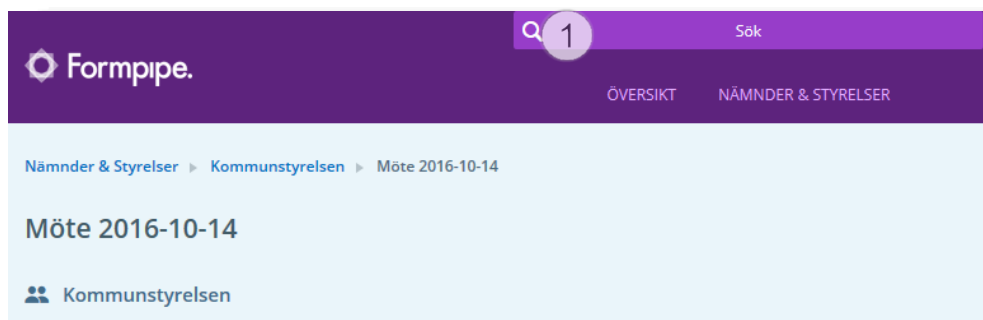 1 Sök
Formpipe.
ÖVERSIKT NÄMNDER & STYRELSER
Nämnder & Styrelser Kommunstyrelsen Möte 2016-10-14
Möte 2016-10-14
Kommunstyrelsen